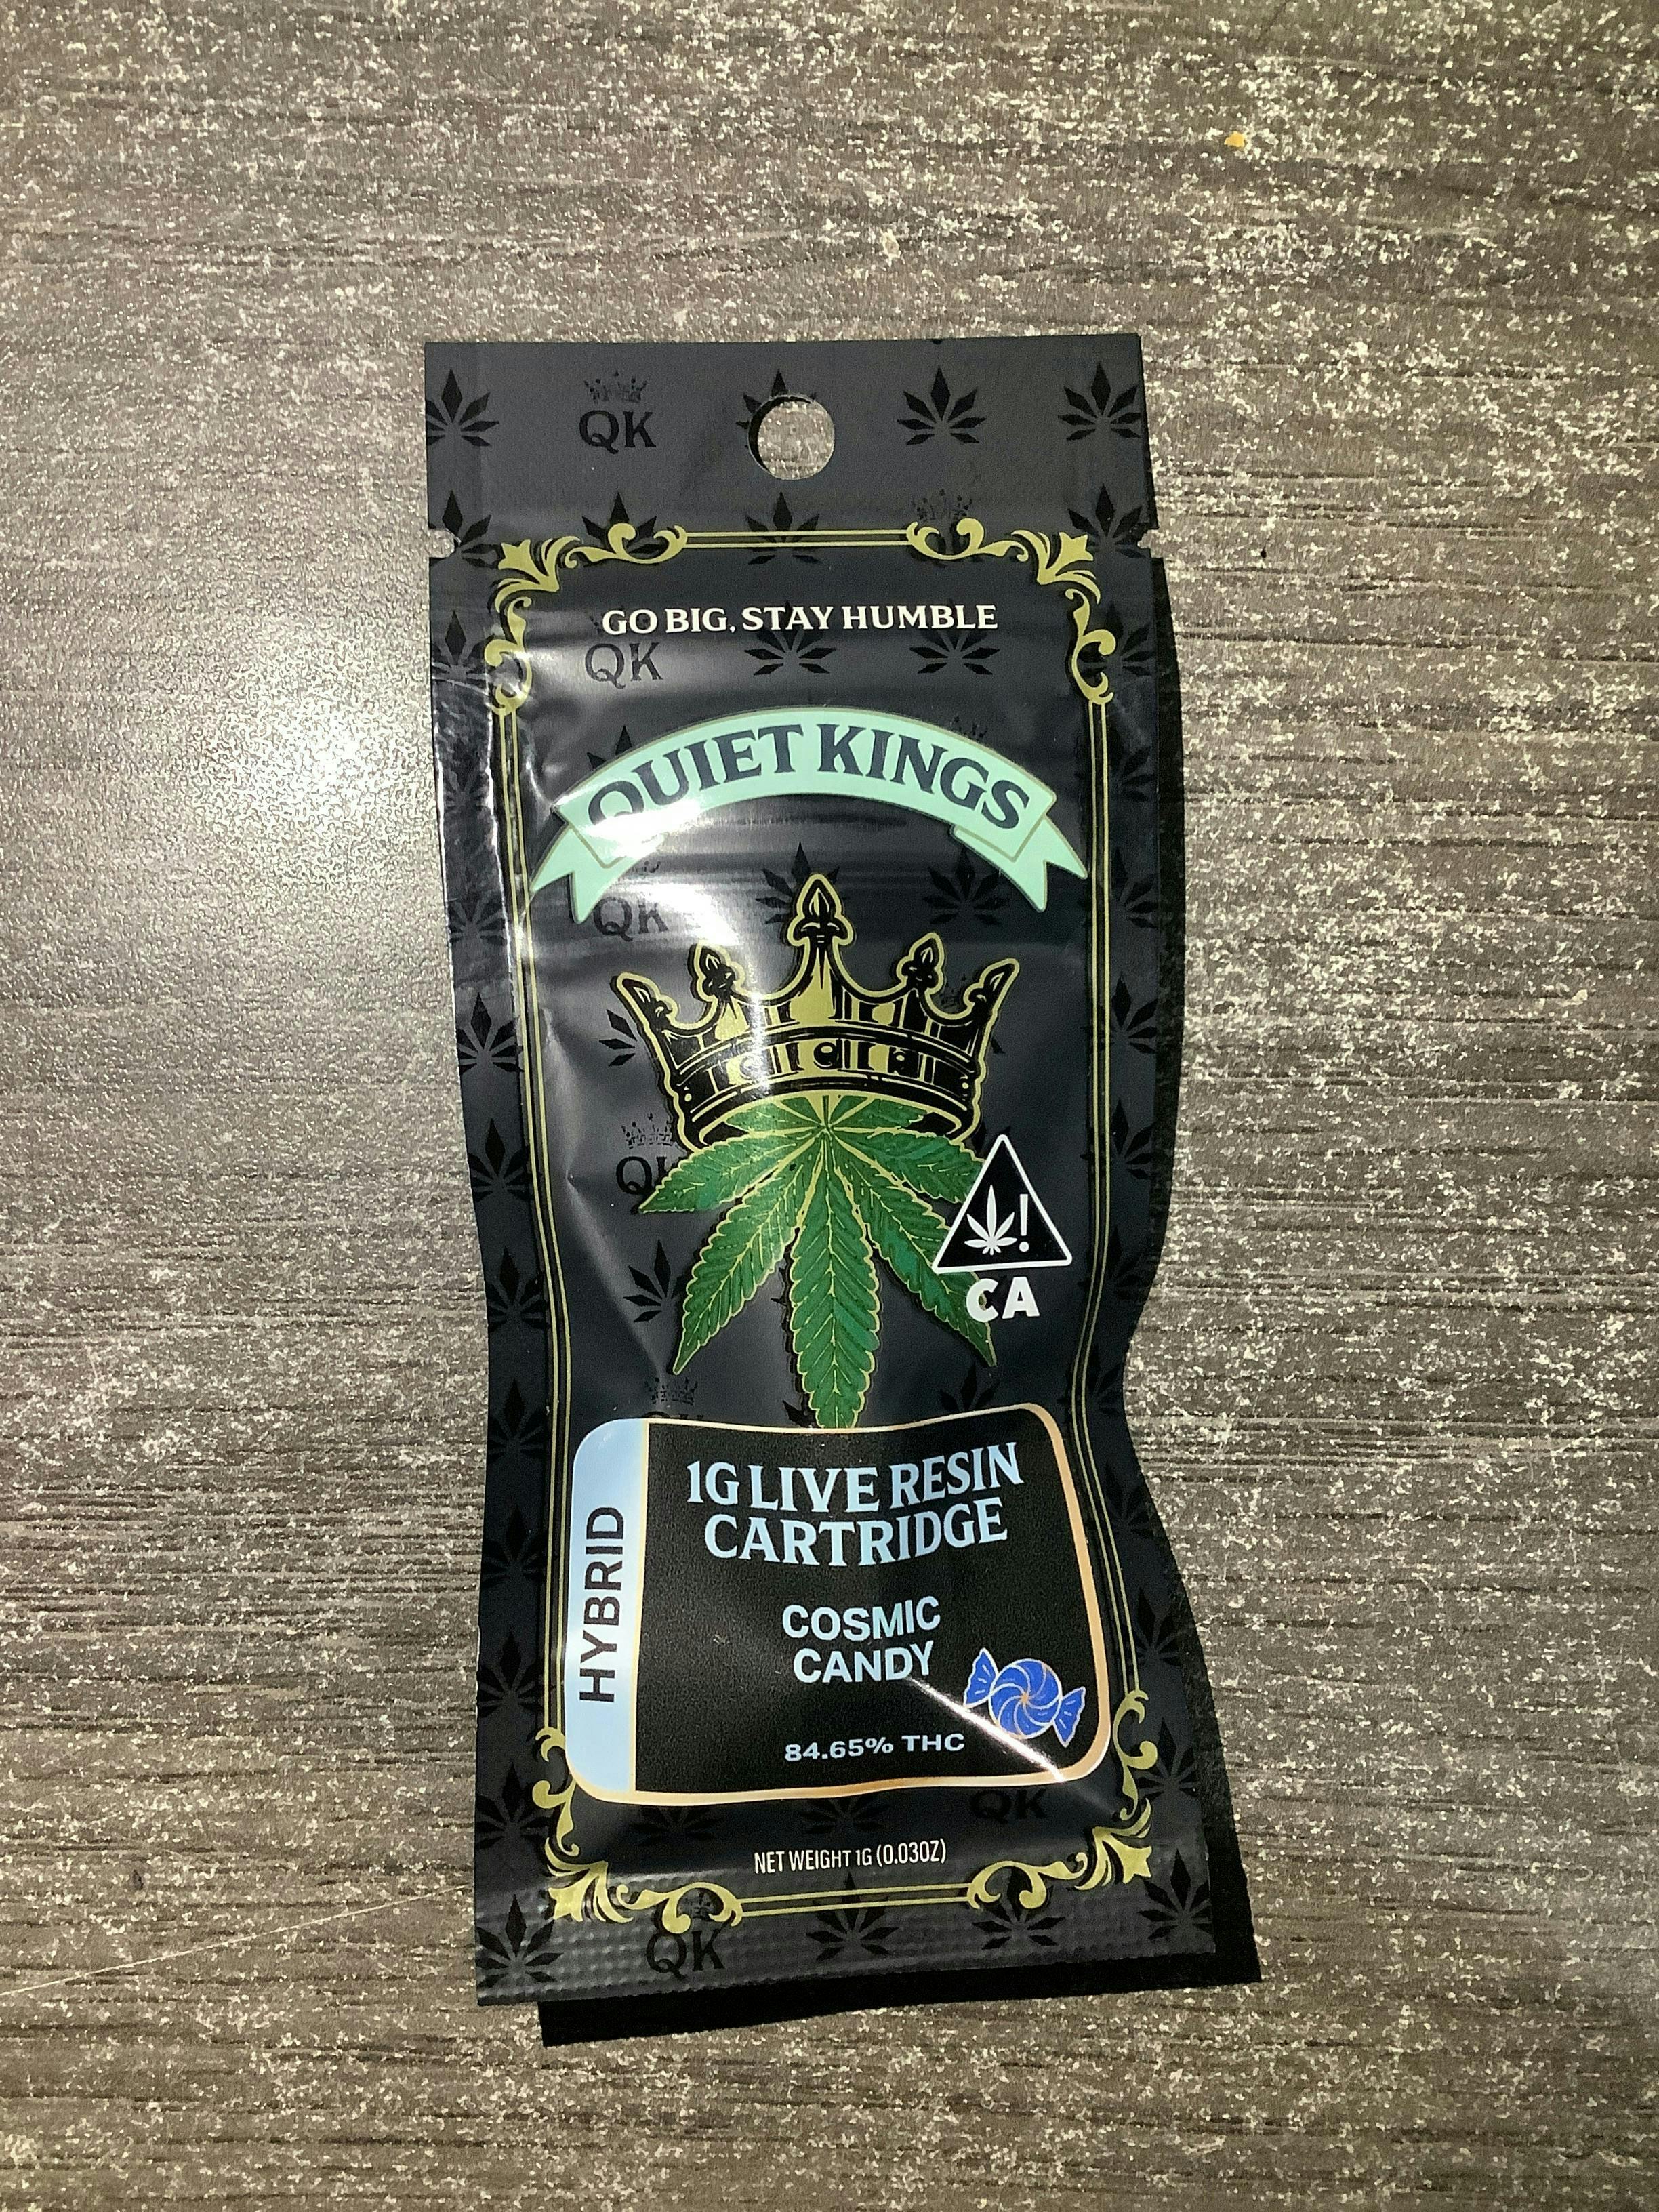 QK
GO BIG, STAY HUMBLE
QK
QUIET KINGS
QK
CA
HYBRID
1G LIVE RESIN
CARTRIDGE
COSMIC
CANDY
84.65% THC
QK
NET WEIGHT 1G (0.03OZ)
QK